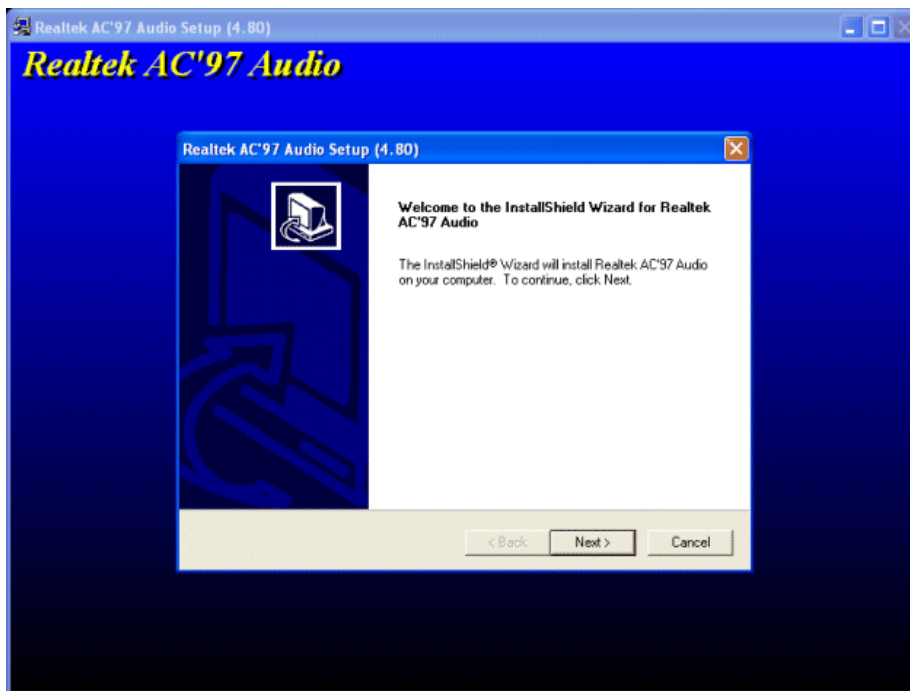 Realtek AC'97 Audio Setup (4.80)
Realtek AC'97 Audio
Realtek AC'97 Audio Setup (4.80)
Welcome to the InstallShield Wizard for Realtek
AC'97 Audio
The InstallShield® Wizard will install Realtek AC'97 Audio
on your computer.  To continue, click Next.
< Back
Next >
Cancel